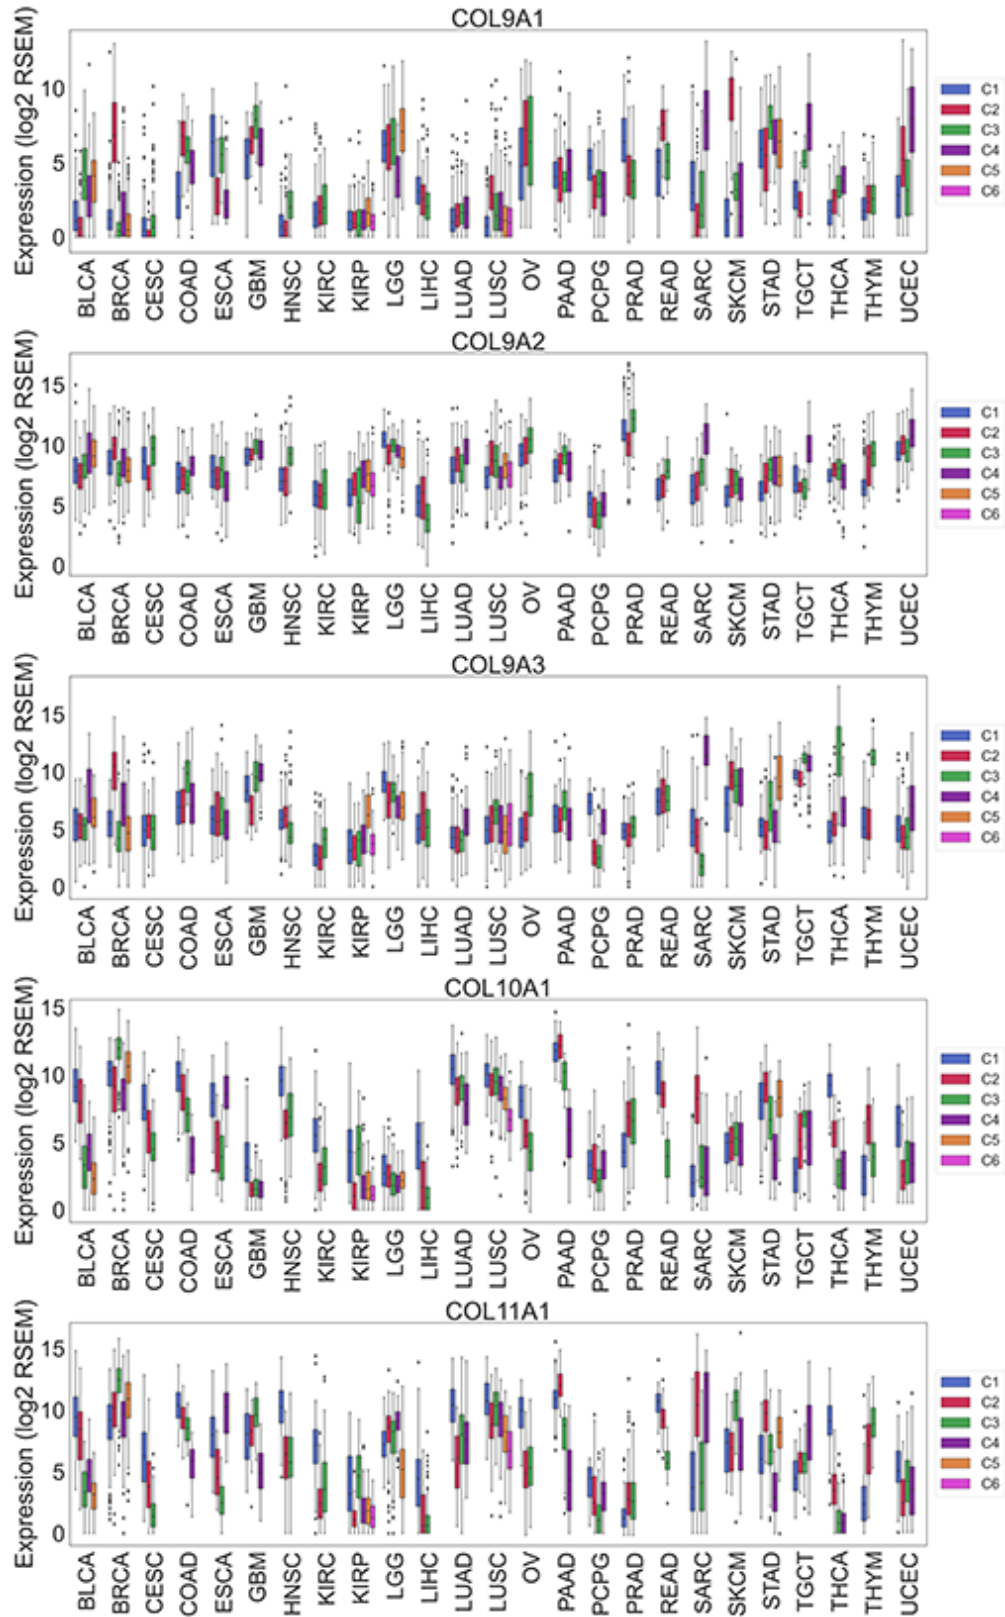 COL9A1
Expression (log2 RSEM)
10
5
0
C1
C2
C3
C4
C5
C6
BLCA BRCA CESC COAD ESCA GBM HNSC KIRC KIRP LGG LIHC LUAD LUSC OV PAAD PCPG PRAD READ SARC SKCM STAD TGCT THCA THYM UCEC
COL9A2
Expression (log2 RSEM)
15
10
5
0
C1
C2
C3
C4
C5
C6
BLCA BRCA CESC COAD ESCA GBM HNSC KIRC KIRP LGG LIHC LUAD LUSC OV PAAD PCPG PRAD READ SARC SKCM STAD TGCT THCA THYM UCEC
COL9A3
Expression (log2 RSEM)
15
10
5
0
C1
C2
C3
C4
C5
C6
BLCA BRCA CESC COAD ESCA GBM HNSC KIRC KIRP LGG LIHC LUAD LUSC OV PAAD PCPG PRAD READ SARC SKCM STAD TGCT THCA THYM UCEC
COL10A1
Expression (log2 RSEM)
15
10
5
0
C1
C2
C3
C4
C5
C6
BLCA BRCA CESC COAD ESCA GBM HNSC KIRC KIRP LGG LIHC LUAD LUSC OV PAAD PCPG PRAD READ SARC SKCM STAD TGCT THCA THYM UCEC
COL11A1
Expression (log2 RSEM)
15
10
5
0
C1
C2
C3
C4
C5
C6
BLCA BRCA CESC COAD ESCA GBM HNSC KIRC KIRP LGG LIHC LUAD LUSC OV PAAD PCPG PRAD READ SARC SKCM STAD TGCT THCA THYM UCEC